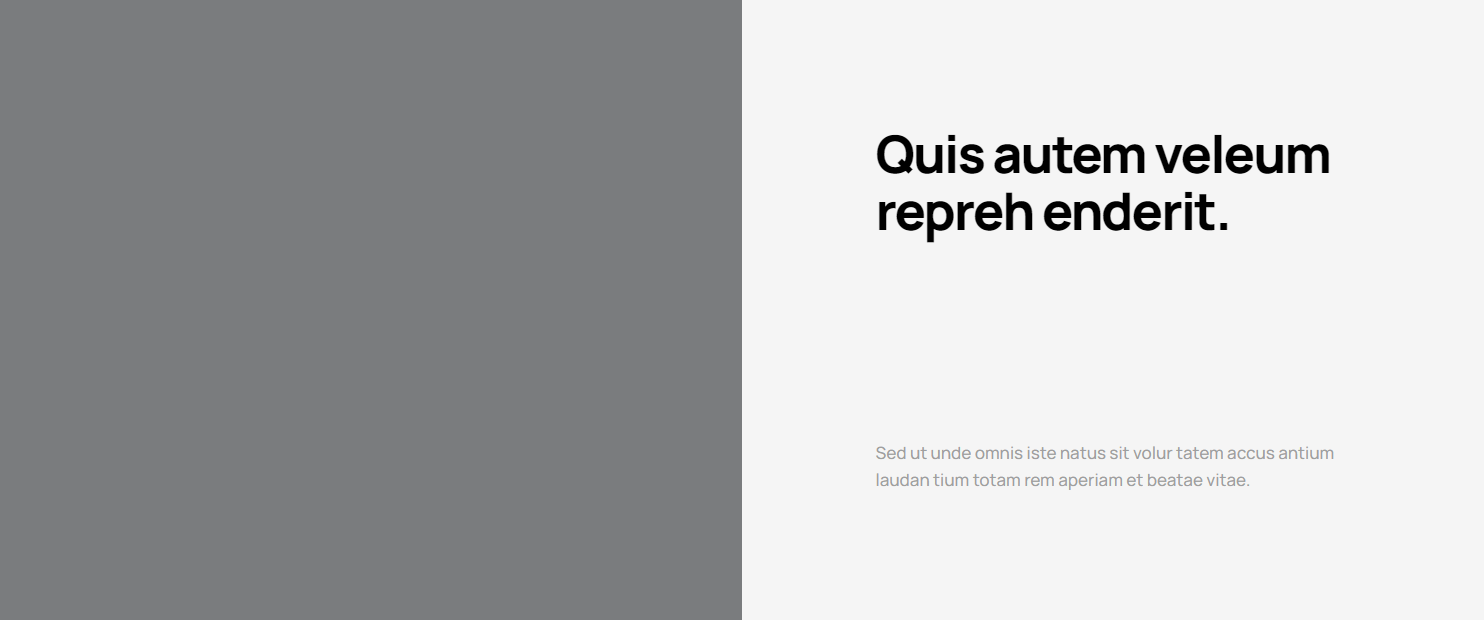 Quis autem veleum
repreh enderit.
Sed ut unde omnis iste natus sit volur tatem accus antium
laudan tium totam rem aperiam et beatae vitae.